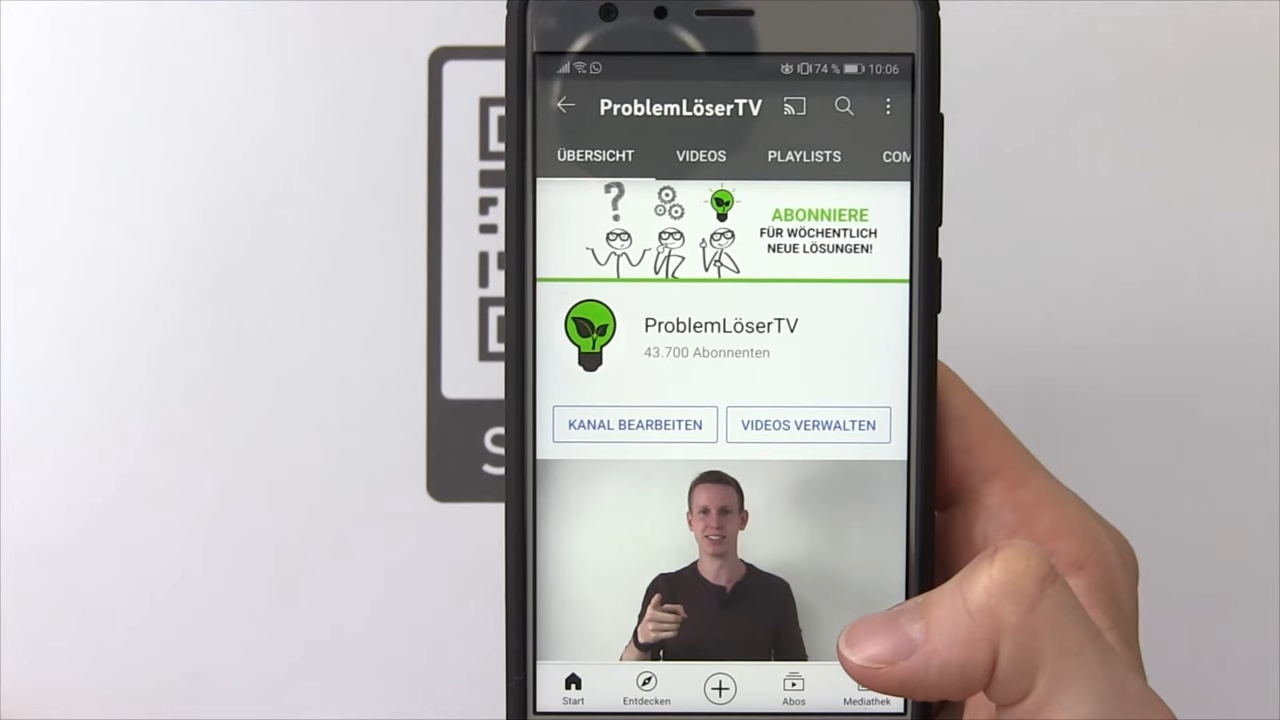 74 % 10:06
ProblemLöserTV
ÜBERSICHT VIDEOS PLAYLISTS COM
?
ABONNIERE
FÜR WÖCHENTLICH
NEUE LÖSUNGEN!
ProblemLöserTV
43.700 Abonnenten
KANAL BEARBEITEN VIDEOS VERWALTEN
S
Start Entdecken Abos Mediathek